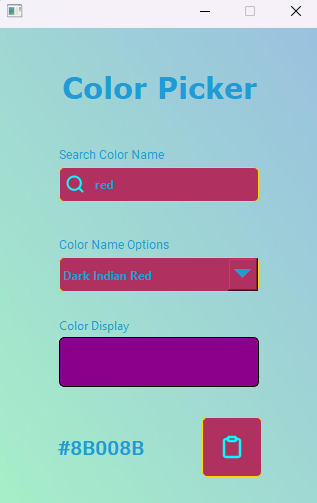 Color Picker
Search Color Name
red
Color Name Options
Dark Indian Red
Color Display
#8B008B